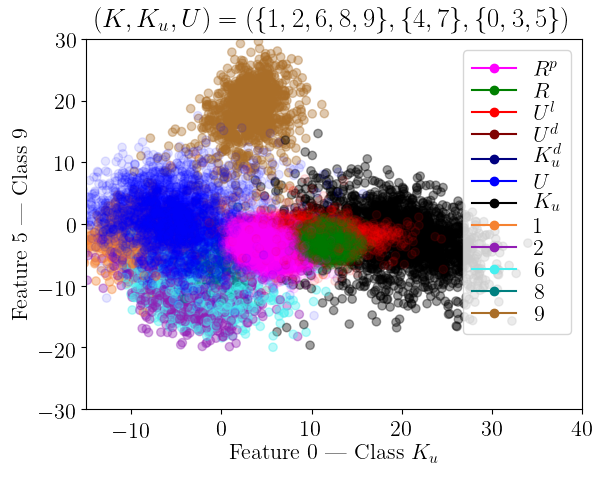 (K, K_u, U) = ({1, 2, 6, 8, 9}, {4, 7}, {0, 3, 5})
30
20
10
0
−10
−20
−30
Feature 5 — Class 9
−10
0
10
20
30
40
Feature 0 — Class K_u
R^p
R
U^l
U^d
K_u^d
U
K_u
1
2
6
8
9